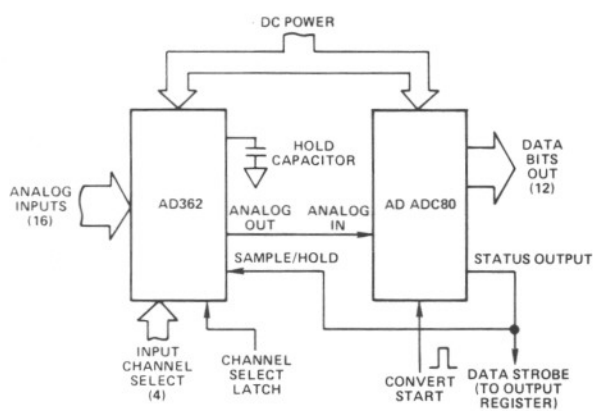 DC POWER
HOLD
CAPACITOR
DATA
BITS
OUT
(12)
ANALOG
INPUTS
(16)
AD362
AD ADC80
ANALOG
OUT
ANALOG
IN
SAMPLE/HOLD
STATUS OUTPUT
INPUT
CHANNEL
SELECT
(4)
CHANNEL
SELECT
LATCH
CONVERT
START
DATA STROBE
(TO OUTPUT
REGISTER)